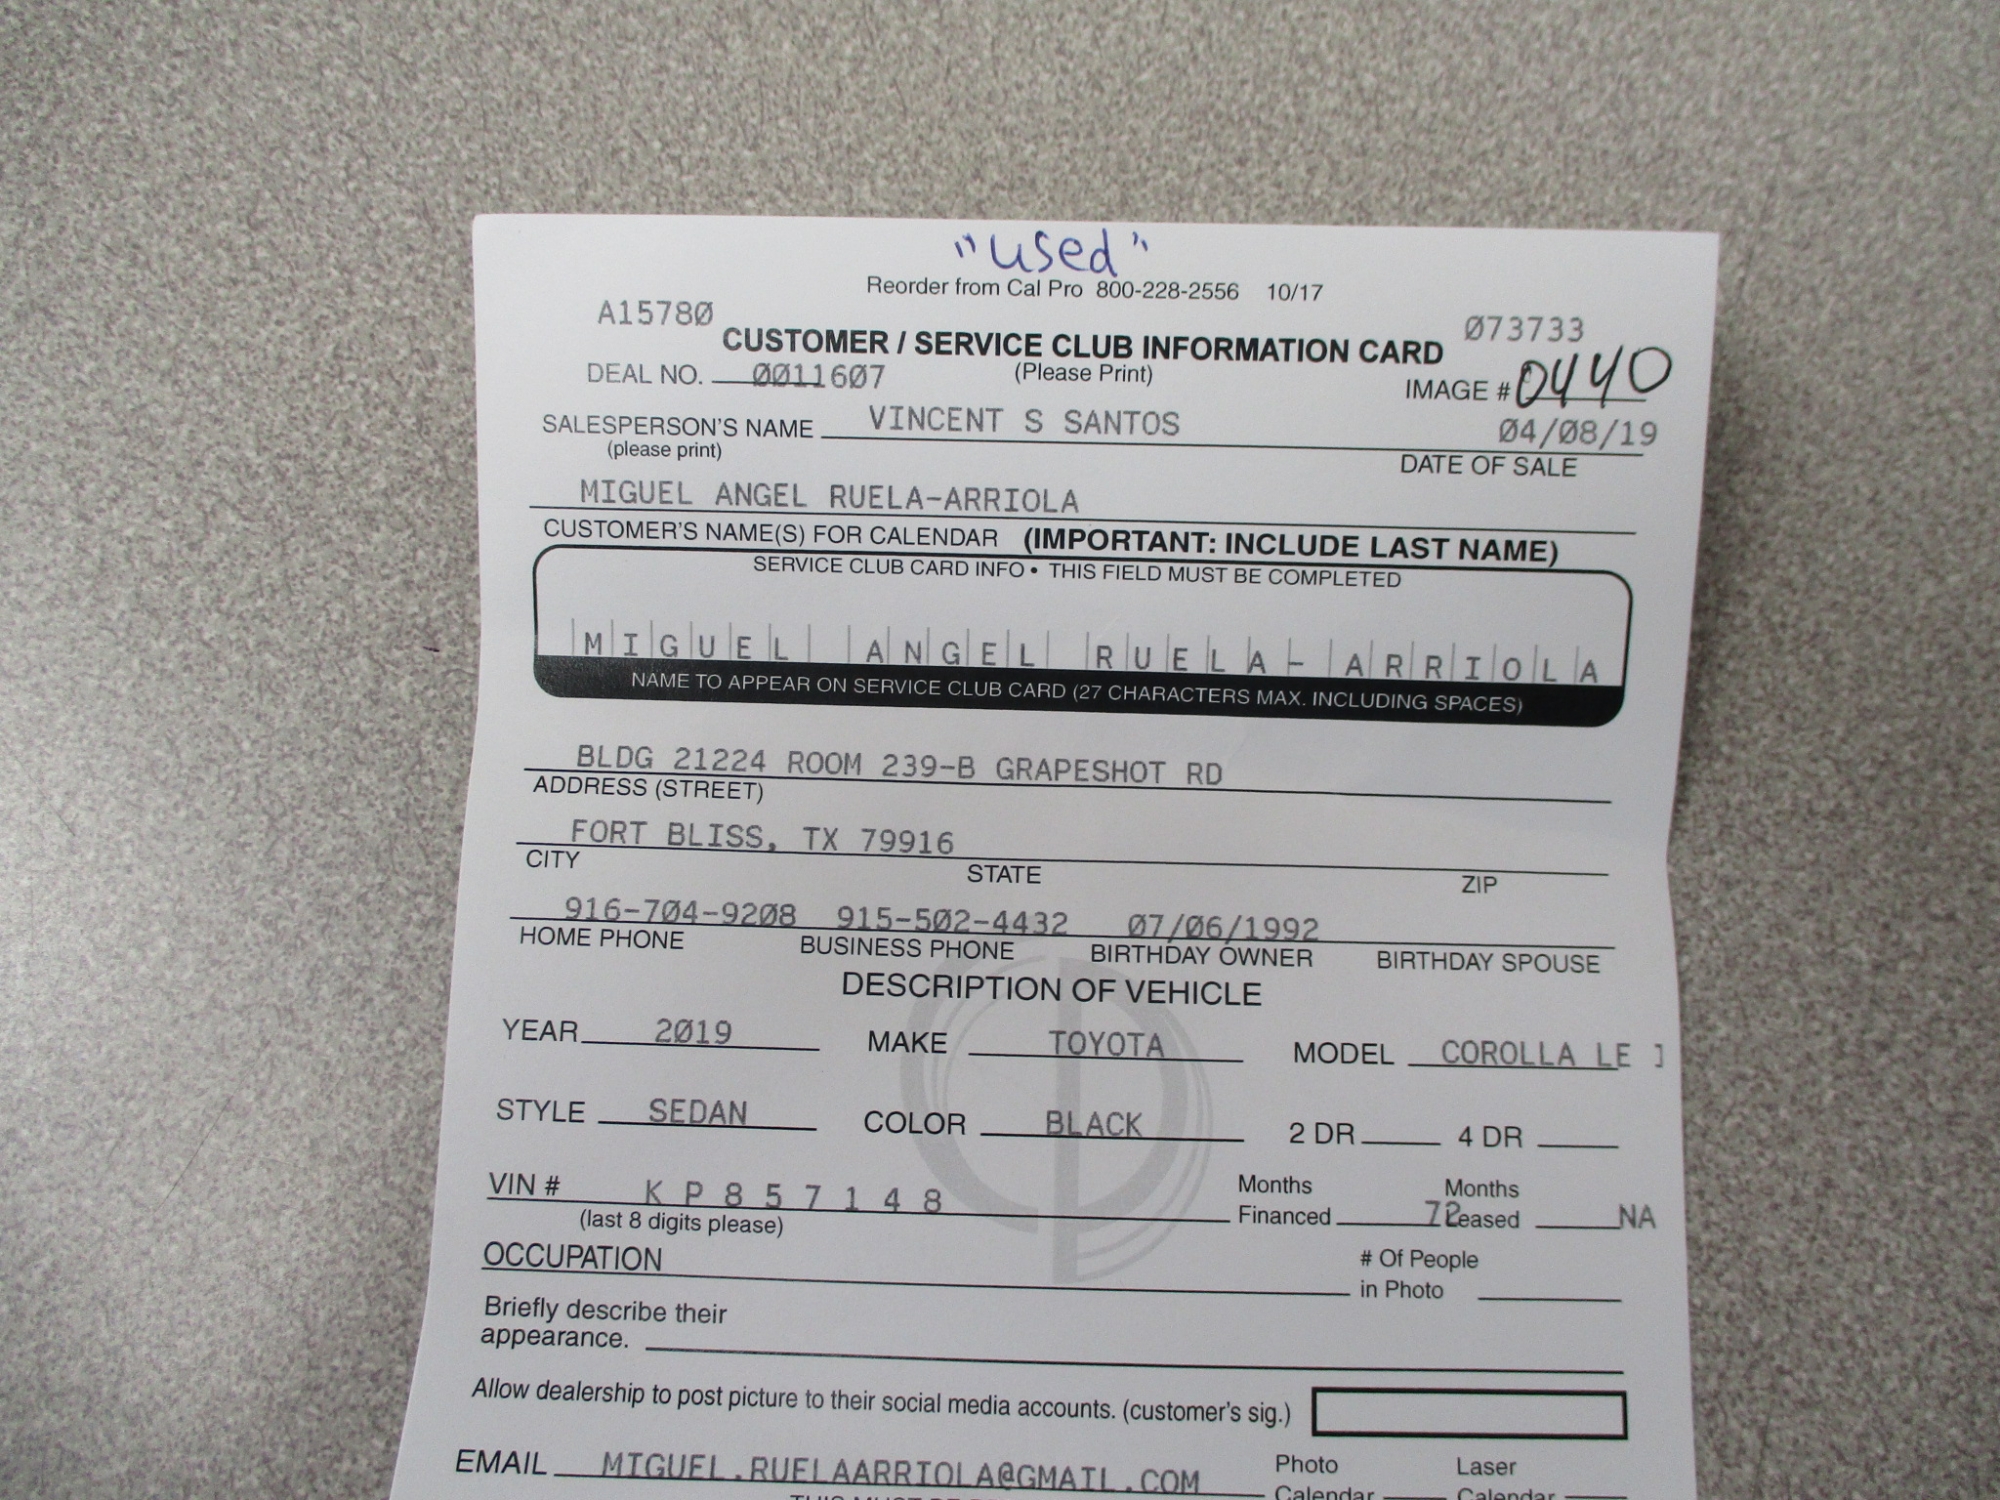 "used"
Reorder from Cal Pro 800-228-2556 10/17
A15780 073733
CUSTOMER / SERVICE CLUB INFORMATION CARD
DEAL NO. 0011607 (Please Print) IMAGE # 0440
SALESPERSON'S NAME VINCENT S SANTOS 04/08/19
(please print) DATE OF SALE
MIGUEL ANGEL RUELA-ARRIOLA
CUSTOMER'S NAME(S) FOR CALENDAR (IMPORTANT: INCLUDE LAST NAME)
SERVICE CLUB CARD INFO • THIS FIELD MUST BE COMPLETED
MIGUEL ANGEL RUELA-ARRIOLA
NAME TO APPEAR ON SERVICE CLUB CARD (27 CHARACTERS MAX. INCLUDING SPACES)
BLDG 21224 ROOM 239-B GRAPESHOT RD
ADDRESS (STREET)
FORT BLISS, TX 79916
CITY STATE ZIP
916-704-9208 915-502-4432 07/06/1992
HOME PHONE BUSINESS PHONE BIRTHDAY OWNER BIRTHDAY SPOUSE
DESCRIPTION OF VEHICLE
YEAR 2019 MAKE TOYOTA MODEL COROLLA LE
STYLE SEDAN COLOR BLACK 2 DR 4 DR
VIN # K P 8 5 7 1 4 8 Months Financed 72 Months Leased NA
(last 8 digits please)
OCCUPATION # Of People in Photo
Briefly describe their
appearance.
Allow dealership to post picture to their social media accounts. (customer's sig.)
EMAIL MIGUEL.RUELAARRIOLA@GMAIL.COM Photo Calendar Laser Calendar